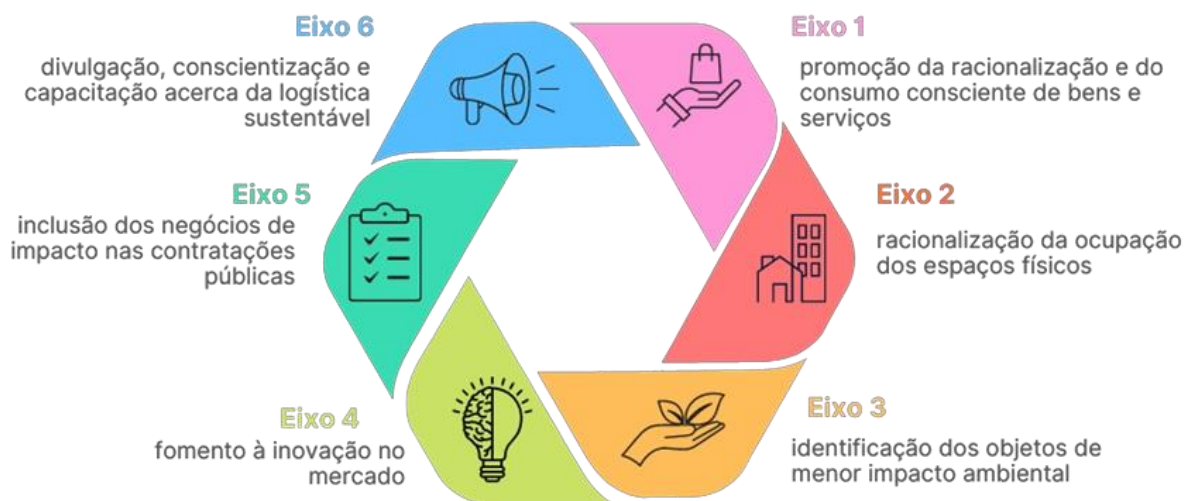 Eixo 1
promoção da racionalização e do
consumo consciente de bens e
serviços
Eixo 2
racionalização da ocupação
dos espaços físicos
Eixo 3
identificação dos objetos de
menor impacto ambiental
Eixo 4
fomento à inovação no
mercado
Eixo 5
inclusão dos negócios de
impacto nas contratações
públicas
Eixo 6
divulgação, conscientização e
capacitação acerca da logística
sustentável